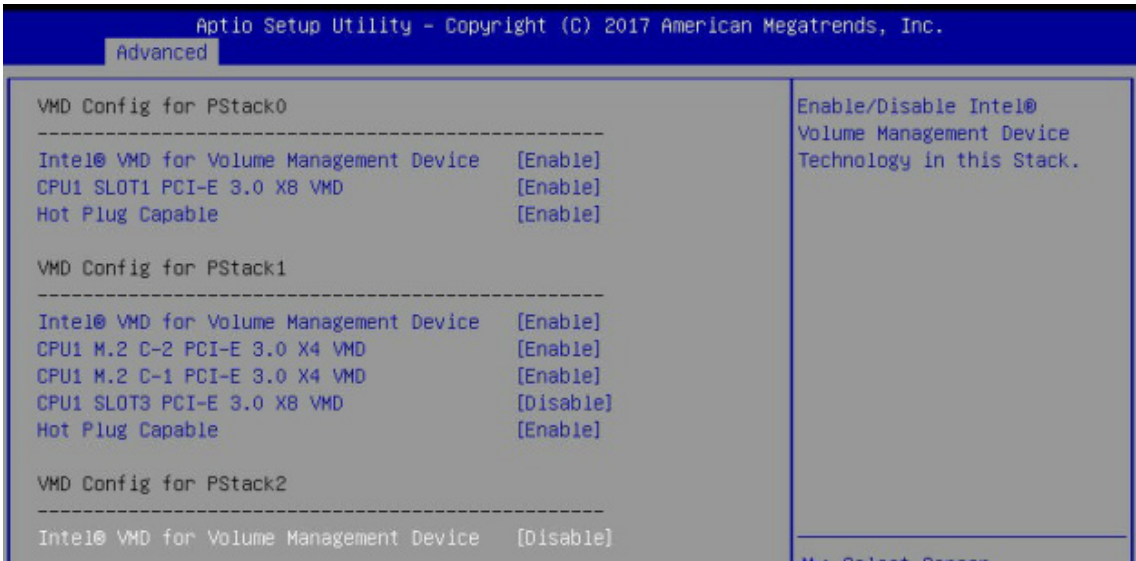 Aptio Setup Utility – Copyright (C) 2017 American Megatrends, Inc.
Advanced
VMD Config for PStack0
------------------------------------------------------
Intel® VMD for Volume Management Device [Enable]
CPU1 SLOT1 PCI-E 3.0 X8 VMD [Enable]
Hot Plug Capable [Enable]
VMD Config for PStack1
------------------------------------------------------
Intel® VMD for Volume Management Device [Enable]
CPU1 M.2 C-2 PCI-E 3.0 X4 VMD [Enable]
CPU1 M.2 C-1 PCI-E 3.0 X4 VMD [Enable]
CPU1 SLOT3 PCI-E 3.0 X8 VMD [Disable]
Hot Plug Capable [Enable]
VMD Config for PStack2
------------------------------------------------------
Intel® VMD for Volume Management Device [Disable]
Enable/Disable Intel®
Volume Management Device
Technology in this Stack.